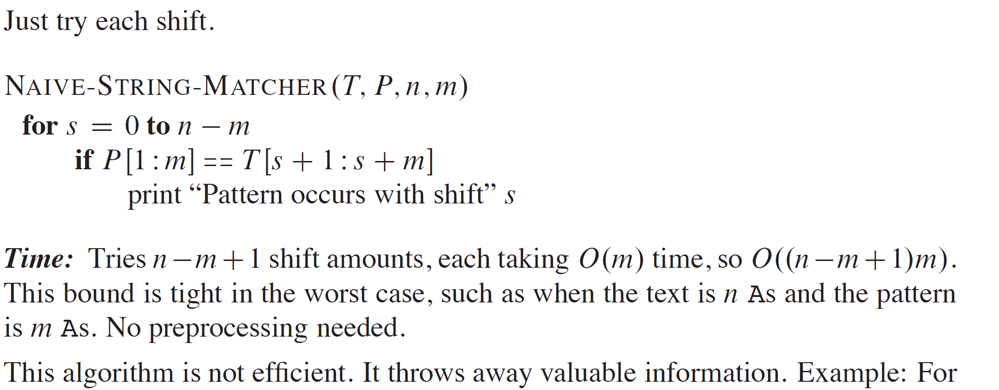 Just try each shift.
NAIVE-STRING-MATCHER(T, P, n, m)
for s = 0 to n − m
if P[1 : m] == T[s + 1 : s + m]
print “Pattern occurs with shift” s
Time: Tries n − m + 1 shift amounts, each taking O(m) time, so O((n − m + 1)m).
This bound is tight in the worst case, such as when the text is n As and the pattern
is m As. No preprocessing needed.
This algorithm is not efficient. It throws away valuable information. Example: For